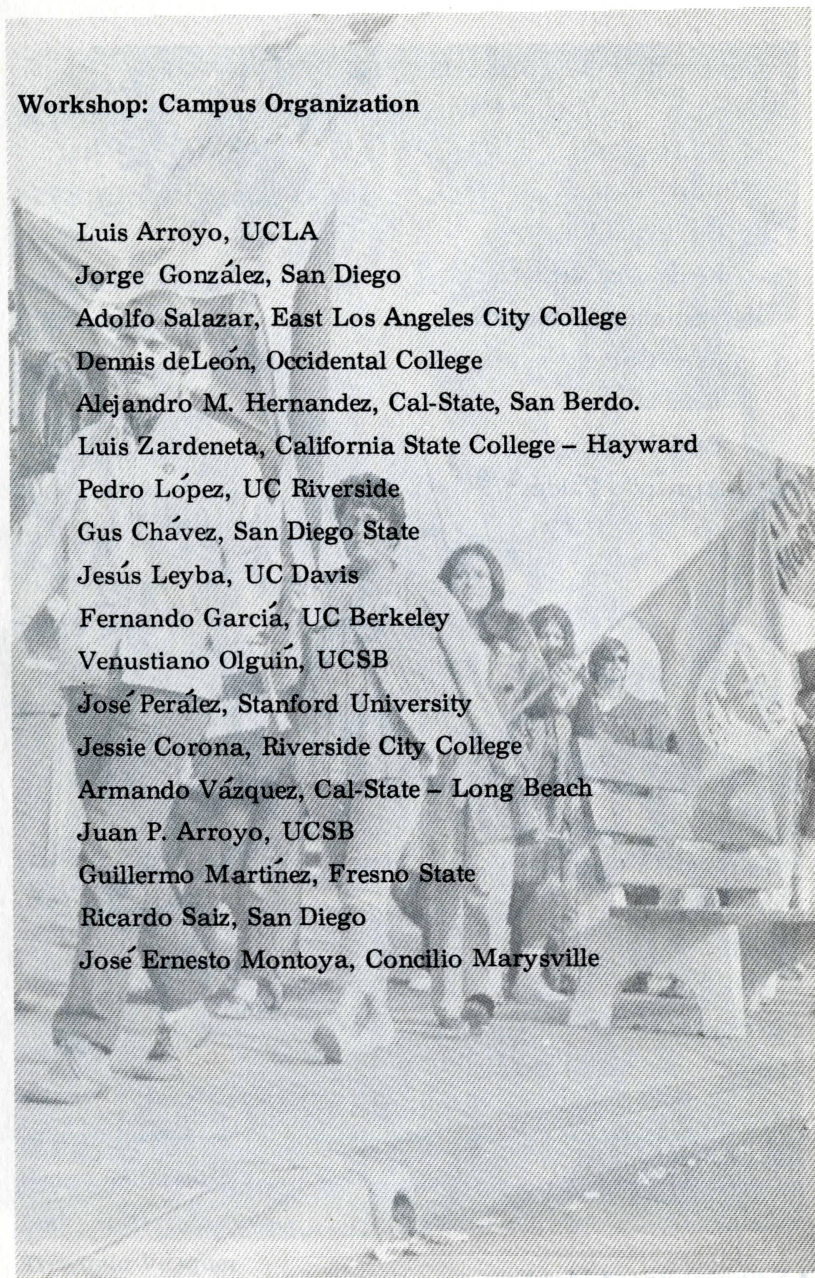 Workshop: Campus Organization
Luis Arroyo, UCLA
Jorge González, San Diego
Adolfo Salazar, East Los Angeles City College
Dennis deLeón, Occidental College
Alejandro M. Hernandez, Cal-State, San Berdo.
Luis Zardeneta, California State College – Hayward
Pedro López, UC Riverside
Gus Chávez, San Diego State
Jesús Leyba, UC Davis
Fernando Garciá, UC Berkeley
Venustiano Olguín, UCSB
José Perález, Stanford University
Jessie Corona, Riverside City College
Armando Vázquez, Cal-State – Long Beach
Juan P. Arroyo, UCSB
Guillermo Martínez, Fresno State
Ricardo Saiz, San Diego
José Ernesto Montoya, Concilio Marysville